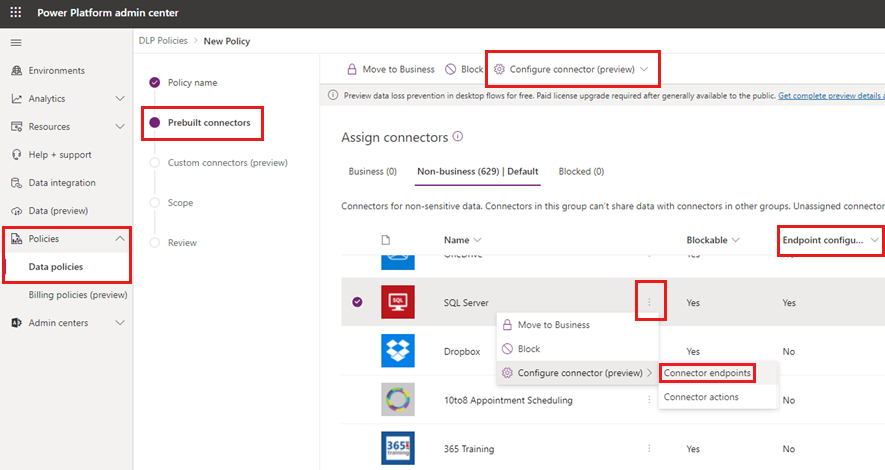 Power Platform admin center
DLP Policies > New Policy
Environments
Analytics
Resources
Help + support
Data integration
Data (preview)
Policies
Data policies
Billing policies (preview)
Admin centers
Policy name
Prebuilt connectors
Custom connectors (preview)
Scope
Review
Move to Business Block Configure connector (preview)
Preview data loss prevention in desktop flows for free. Paid license upgrade required after generally available to the public. Get complete preview details a
Assign connectors
Business (0) Non-business (629) | Default Blocked (0)
Connectors for non-sensitive data. Connectors in this group can't share data with connectors in other groups. Unassigned connector
Name Blockable Endpoint configu...
OneDrive Yes Yes
SQL SQL Server Yes Yes
Move to Business
Block
Configure connector (preview) >
Connector endpoints
Connector actions
Dropbox Yes No
10to8 Appointment Scheduling No
365 training 365 Training Yes No